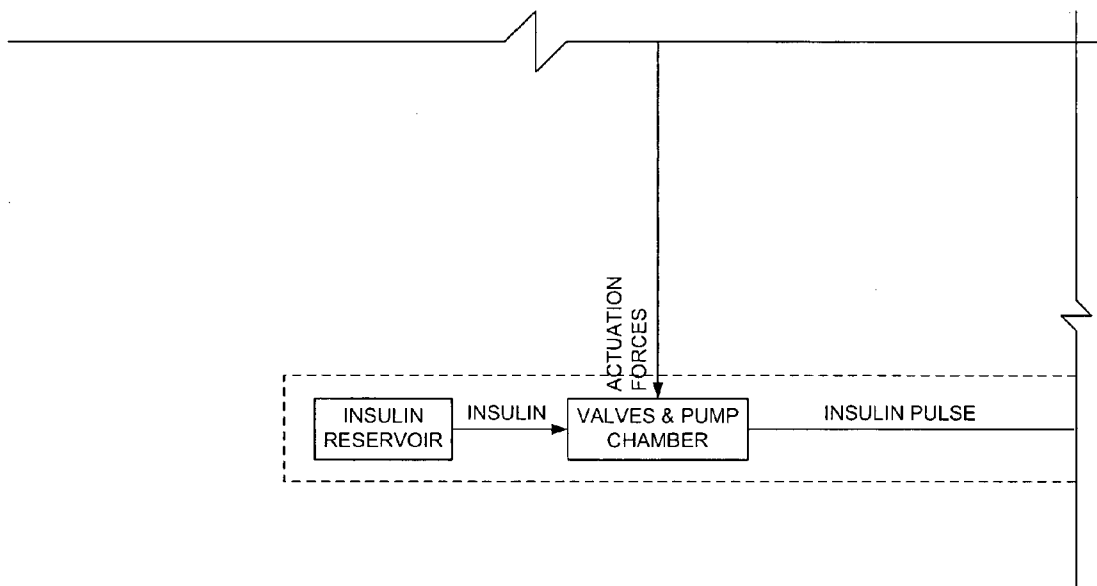 ACTUATION
FORCES
INSULIN
RESERVOIR
INSULIN
VALVES & PUMP
CHAMBER
INSULIN PULSE